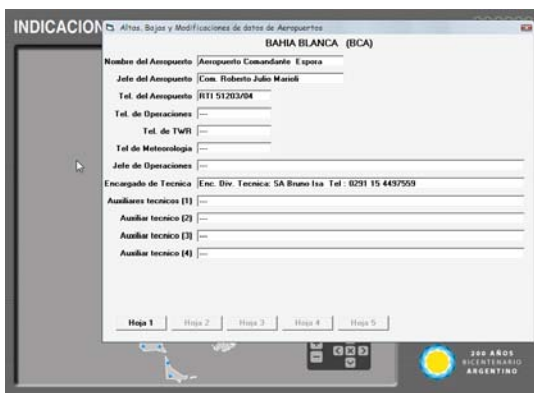 INDICACION
Altas, Bajas y Modificaciones de datos de Aeropuertos
BAHIA BLANCA (BCA)
Nombre del Aeropuerto Aeropuerto Comandante Espora
Jefe del Aeropuerto Com. Roberto Julio Marioli
Tel. del Aeropuerto RTI 51203/04
Tel. de Operaciones ---
Tel. de TWR ---
Tel de Meteorologia ---
Jefe de Operaciones ---
Encargado de Tecnica Enc. Div. Tecnica: SA Bruno Isa Tel : 0291 15 4497559
Auxiliares tecnicos (1) ---
Auxiliar tecnico (2) ---
Auxiliar tecnico (3) ---
Auxiliar tecnico (4) ---
Hoja 1 Hoja 2 Hoja 3 Hoja 4 Hoja 5
200 AÑOS
BICENTENARIO
ARGENTINO